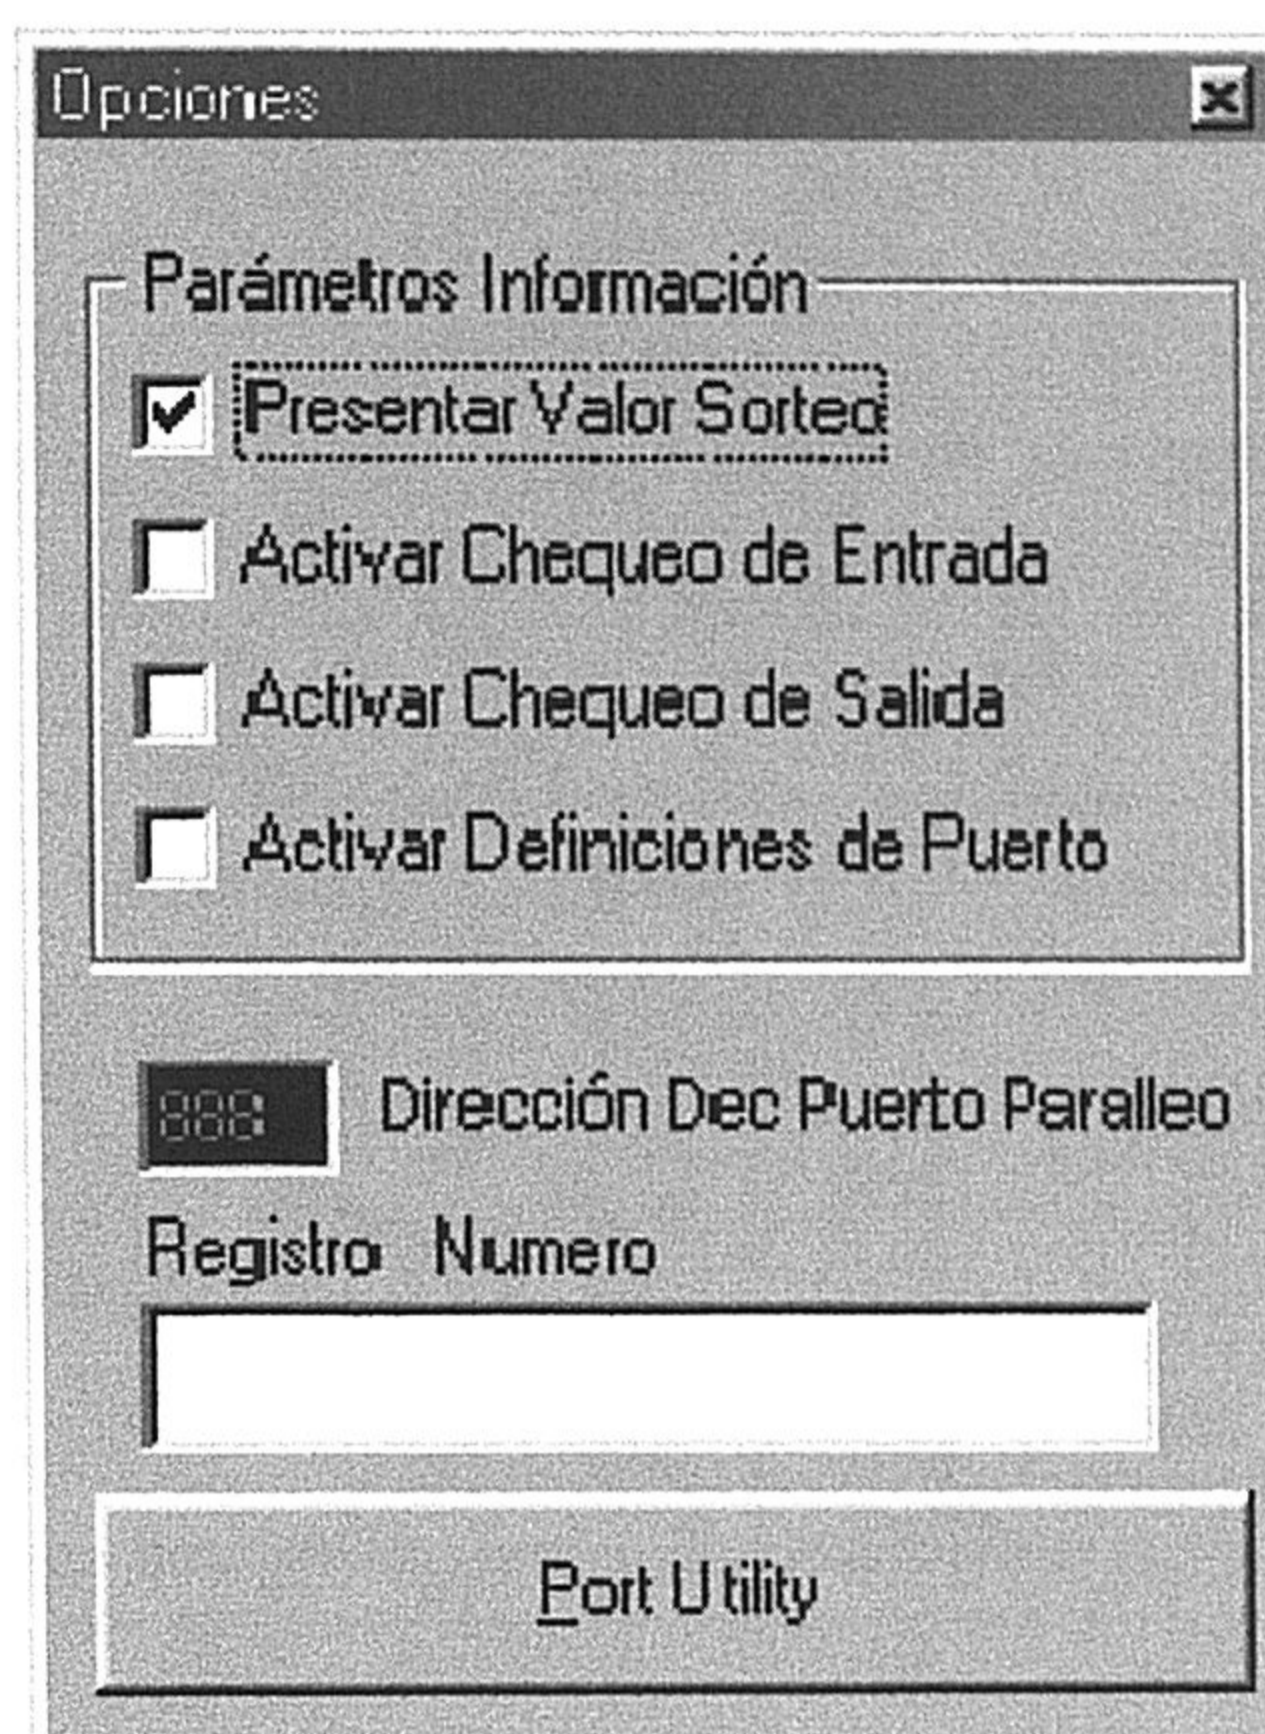 Opciones
Parámetros Información
Presentar Valor Sorteo
Activar Chequeo de Entrada
Activar Chequeo de Salida
Activar Definiciones de Puerto
888 Dirección Dec Puerto Paralleo
Registro Numero
Port Utility